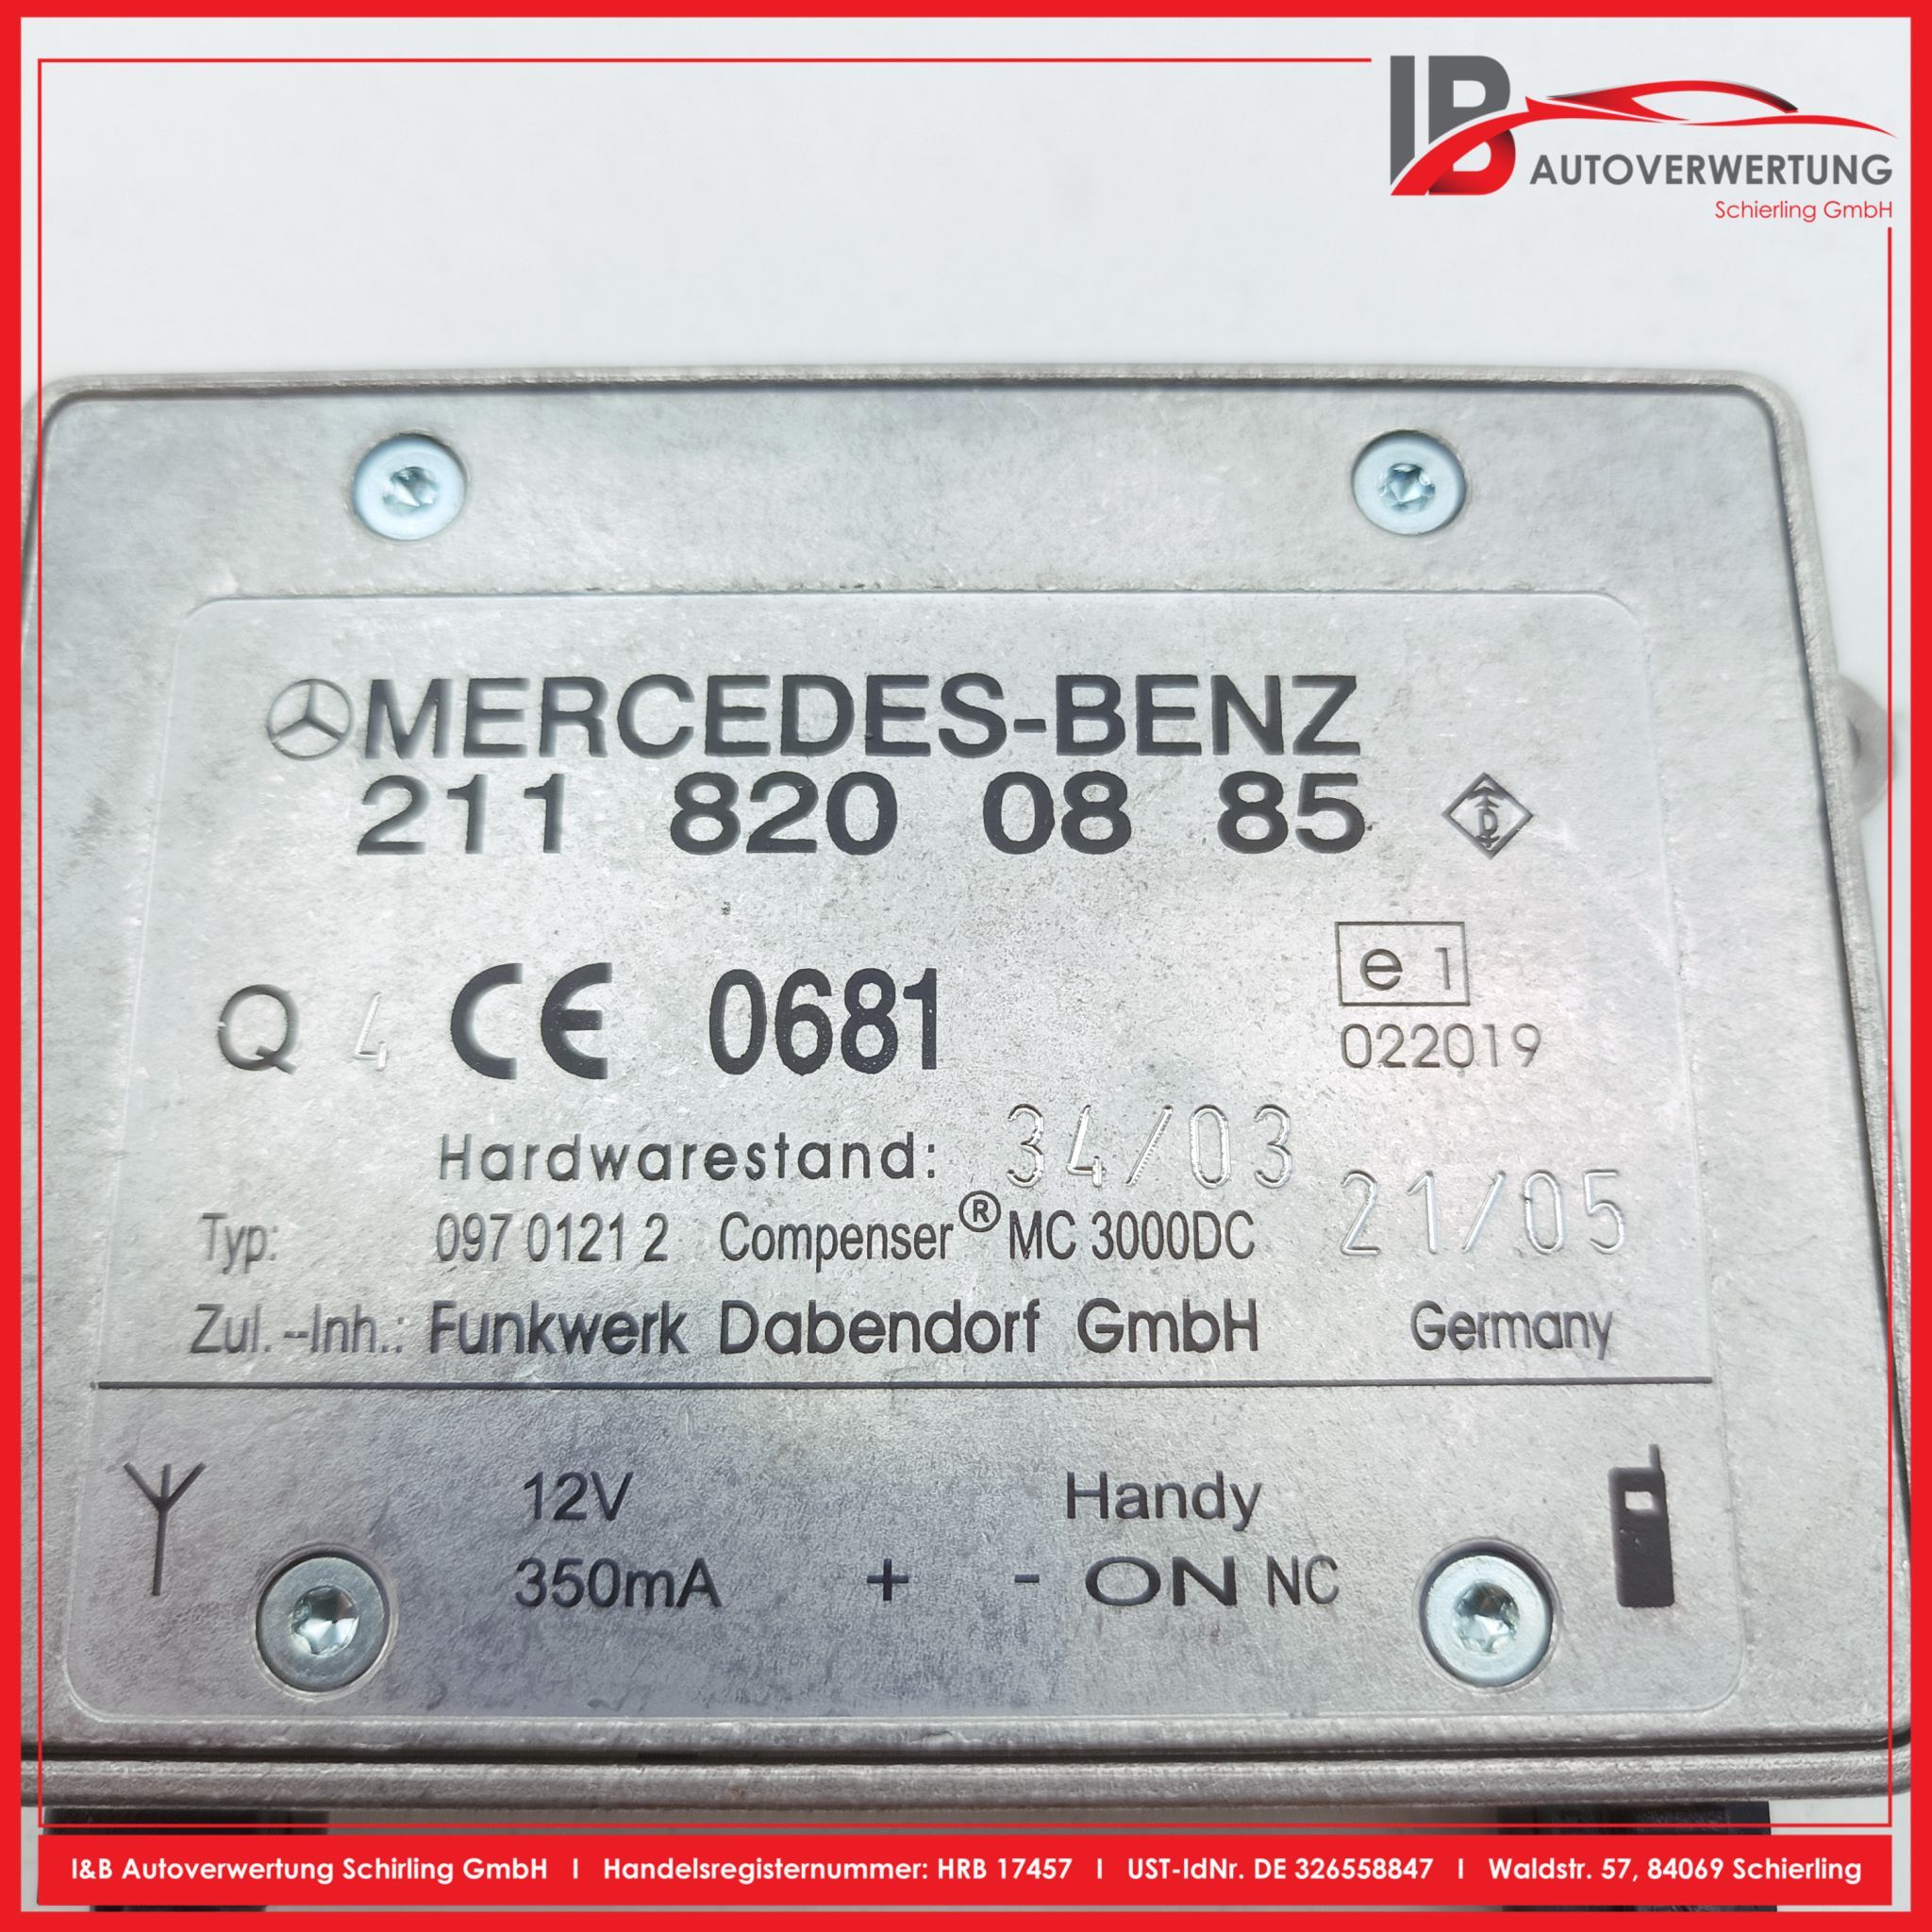 IB AUTOVERWERTUNG
Schierling GmbH
MERCEDES-BENZ
211 820 08 85
Q 4 CE 0681
e 1
022019
Hardwarestand: 34/03
21/05
Typ: 097 0121 2 Compenser® MC 3000DC
Zul.-Inh.: Funkwerk Dabendorf GmbH Germany
12V Handy
350mA + - ON NC
I&B Autoverwertung Schirling GmbH I Handelsregisternummer: HRB 17457 I UST-IdNr. DE 326558847 I Waldstr. 57, 84069 Schierling